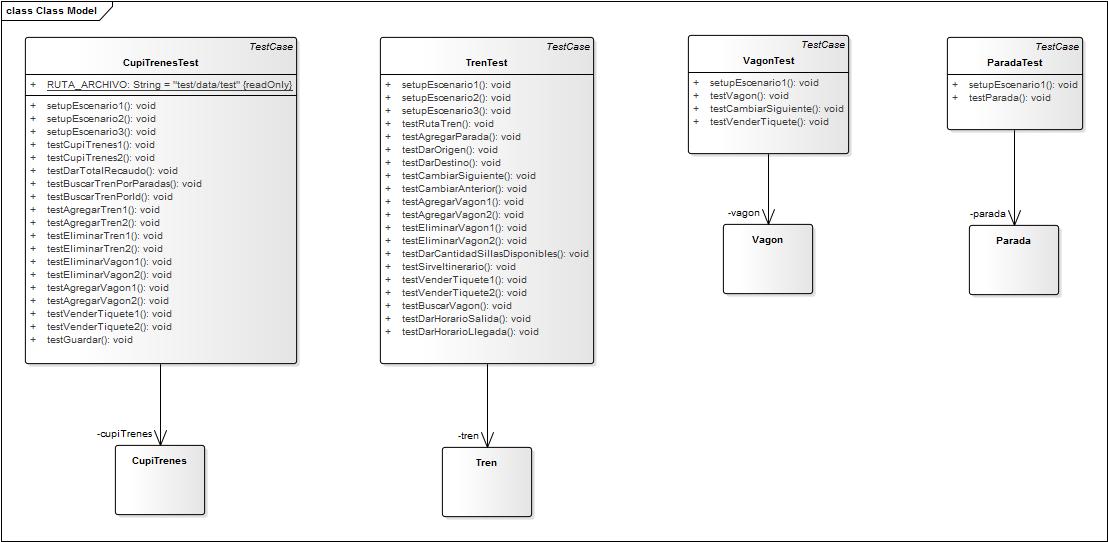 class Class Model
TestCase
CupiTrenesTest
+ RUTA_ARCHIVO: String = "test/data/test" {readOnly}
+ setupEscenario1(): void
+ setupEscenario2(): void
+ setupEscenario3(): void
+ testCupiTrenes1(): void
+ testCupiTrenes2(): void
+ testDarTotalRecaudo(): void
+ testBuscarTrenPorParadas(): void
+ testBuscarTrenPorId(): void
+ testAgregarTren1(): void
+ testAgregarTren2(): void
+ testEliminarTren1(): void
+ testEliminarTren2(): void
+ testEliminarVagon1(): void
+ testEliminarVagon2(): void
+ testAgregarVagon1(): void
+ testAgregarVagon2(): void
+ testVenderTiquete1(): void
+ testVenderTiquete2(): void
+ testGuardar(): void
-cupiTrenes
CupiTrenes
TestCase
TrenTest
+ setupEscenario1(): void
+ setupEscenario2(): void
+ setupEscenario3(): void
+ testRutaTren(): void
+ testAgregarParada(): void
+ testDarOrigen(): void
+ testDarDestino(): void
+ testCambiarSiguiente(): void
+ testCambiarAnterior(): void
+ testAgregarVagon1(): void
+ testAgregarVagon2(): void
+ testEliminarVagon1(): void
+ testEliminarVagon2(): void
+ testDarCantidadSillasDisponibles(): void
+ testSirveItinerario(): void
+ testVenderTiquete1(): void
+ testVenderTiquete2(): void
+ testBuscarVagon(): void
+ testDarHorarioSalida(): void
+ testDarHorarioLlegada(): void
-tren
Tren
TestCase
VagonTest
+ setupEscenario1(): void
+ testVagon(): void
+ testCambiarSiguiente(): void
+ testVenderTiquete(): void
-vagon
Vagon
TestCase
ParadaTest
+ setupEscenario1(): void
+ testParada(): void
-parada
Parada